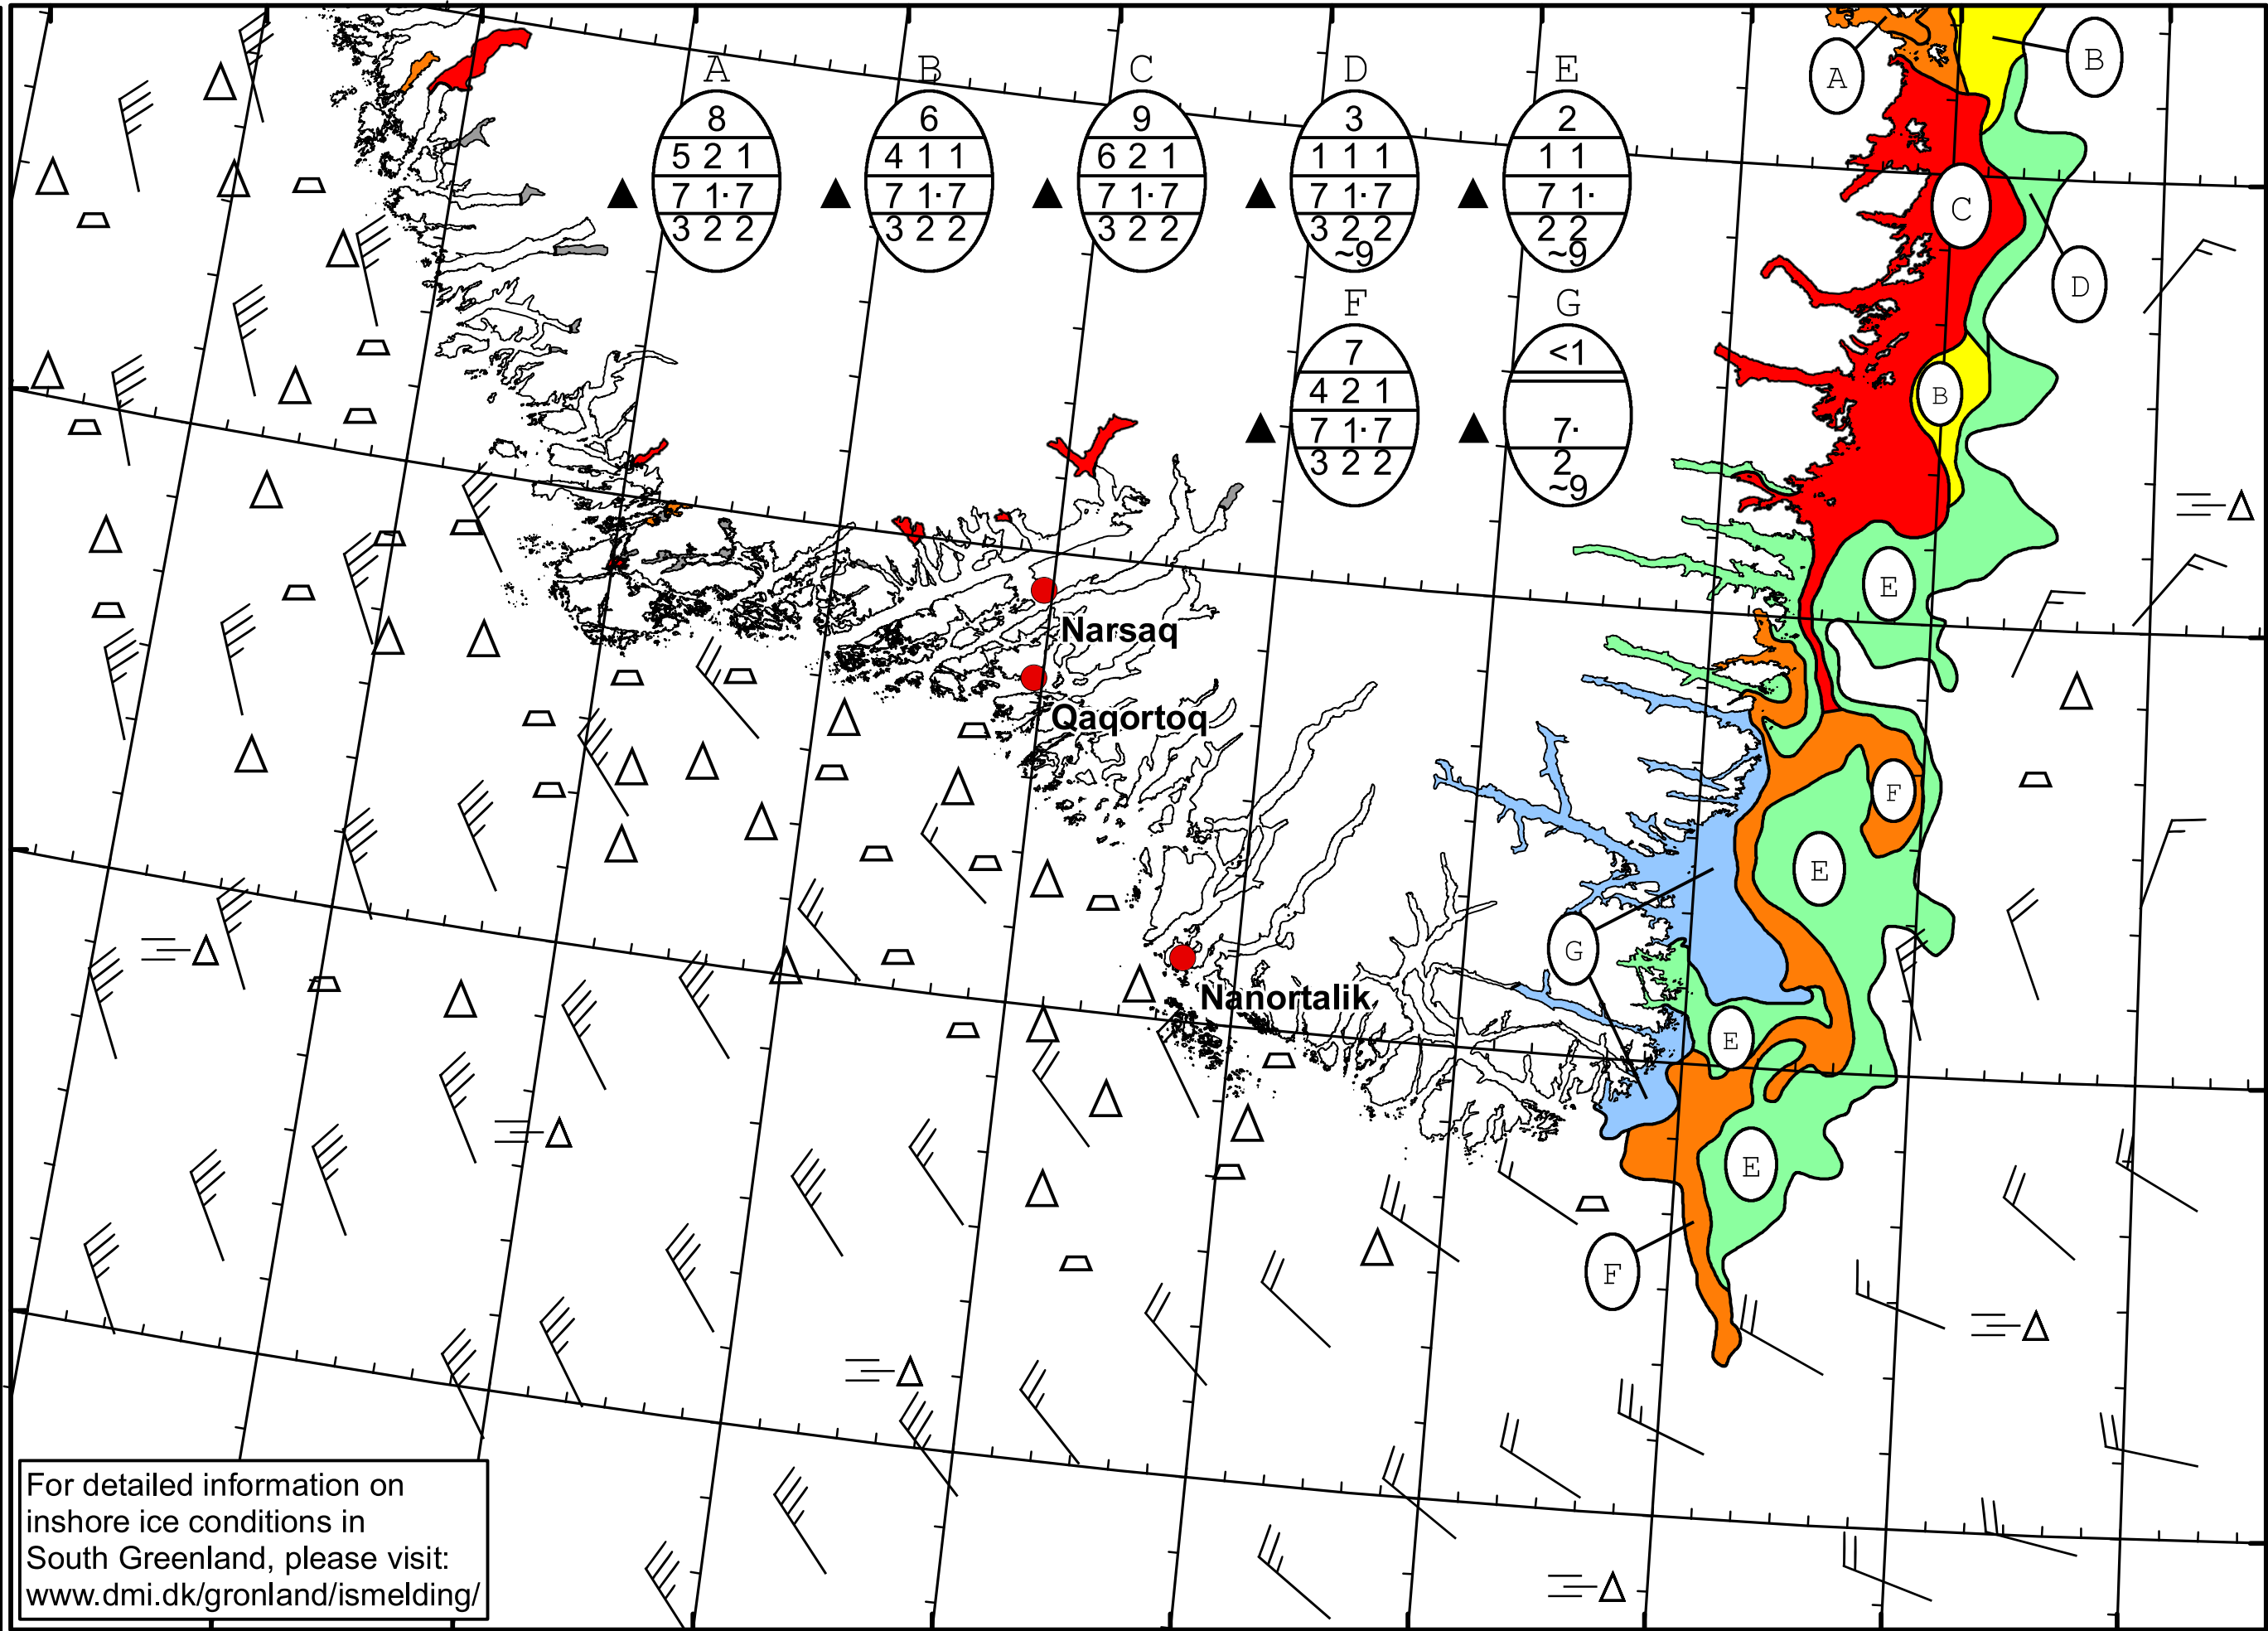 A B C D E
8 6 9 3 2
5 2 1 4 1 1 6 2 1 1 1 1 1 1
7 1· 7 7 1· 7 7 1· 7 7 1· 7 7 1·
3 2 2 3 2 2 3 2 2 3 2 2 2 2
~9 ~9
F G
7 <1
4 2 1
7 1· 7 7·
3 2 2 2
~9
A
B
C
D
B
E
Narsaq
Qaqortoq
F
E
G
Nanortalik
E
E
F
For detailed information on
inshore ice conditions in
South Greenland, please visit:
www.dmi.dk/gronland/ismelding/